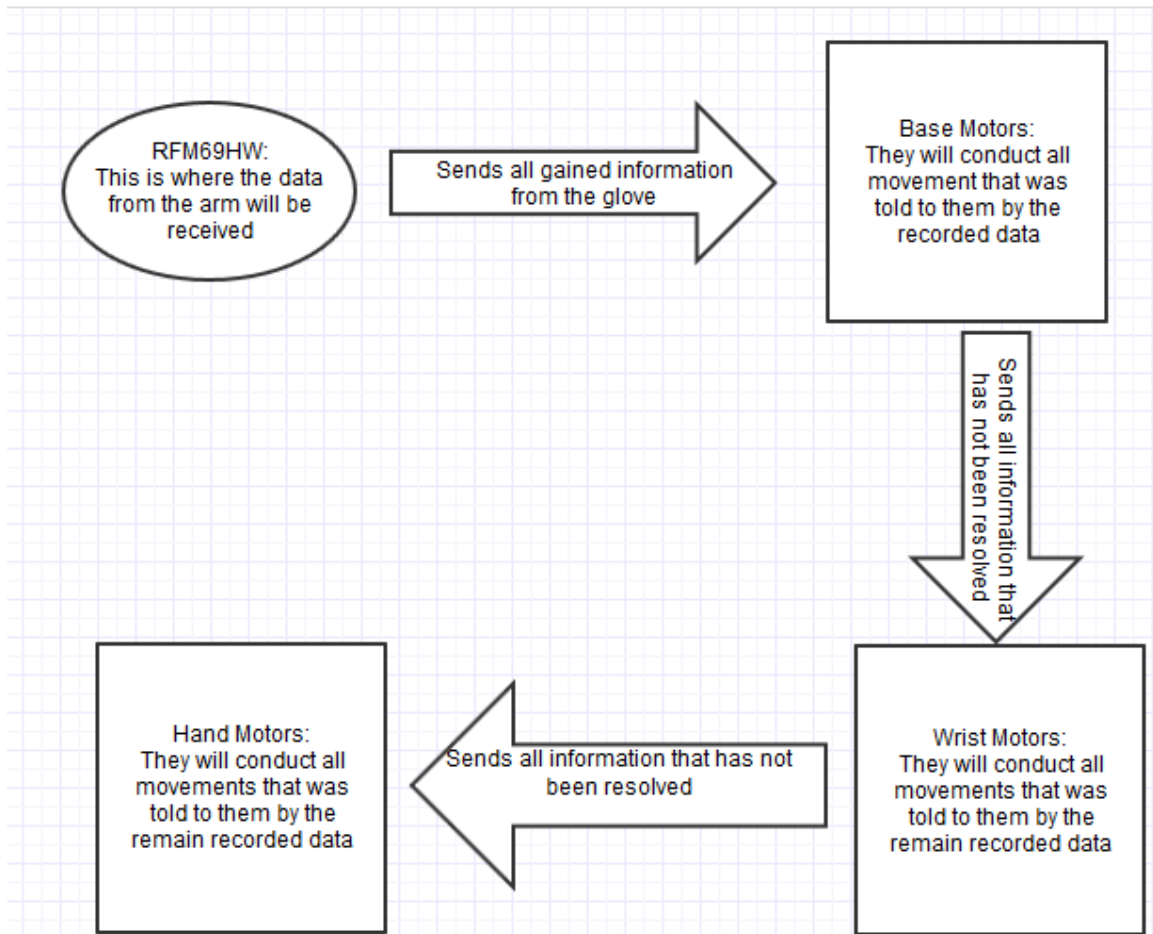 RFM69HW:
This is where the data
from the arm will be
received
Sends all gained information
from the glove
Base Motors:
They will conduct all
movement that was
told to them by the
recorded data
Sends all information that
has not been resolved
Wrist Motors:
They will conduct all
movements that was
told to them by the
remain recorded data
Sends all information that has not
been resolved
Hand Motors:
They will conduct all
movements that was
told to them by the
remain recorded data